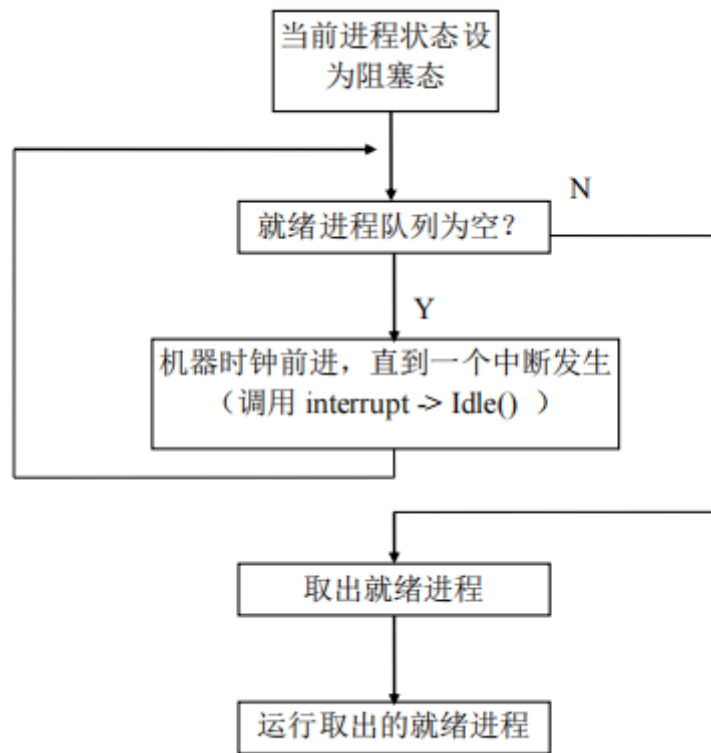 当前进程状态设
为阻塞态
N
就绪进程队列为空？
Y
机器时钟前进，直到一个中断发生
（调用 interrupt -> Idle() ）
取出就绪进程
运行取出的就绪进程